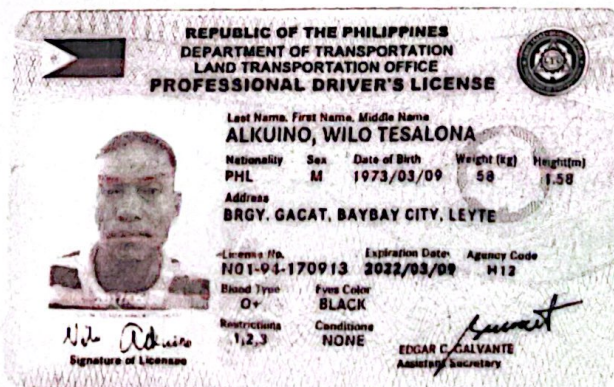 REPUBLIC OF THE PHILIPPINES
DEPARTMENT OF TRANSPORTATION
LAND TRANSPORTATION OFFICE
PROFESSIONAL DRIVER'S LICENSE
Last Name, First Name, Middle Name
ALKUINO, WILO TESALONA
Nationality Sex Date of Birth Weight (kg) Height(m)
PHL M 1973/03/09 58 1.58
Address
BRGY. GACAT, BAYBAY CITY, LEYTE
License No. Expiration Date Agency Code
N01-94-170913 2022/03/09 H12
Blood Type Eyes Color
O+ BLACK
Restrictions Conditions
1,2,3 NONE
Signature of Licensee
EDGAR C. GALVANTE
Assistant Secretary